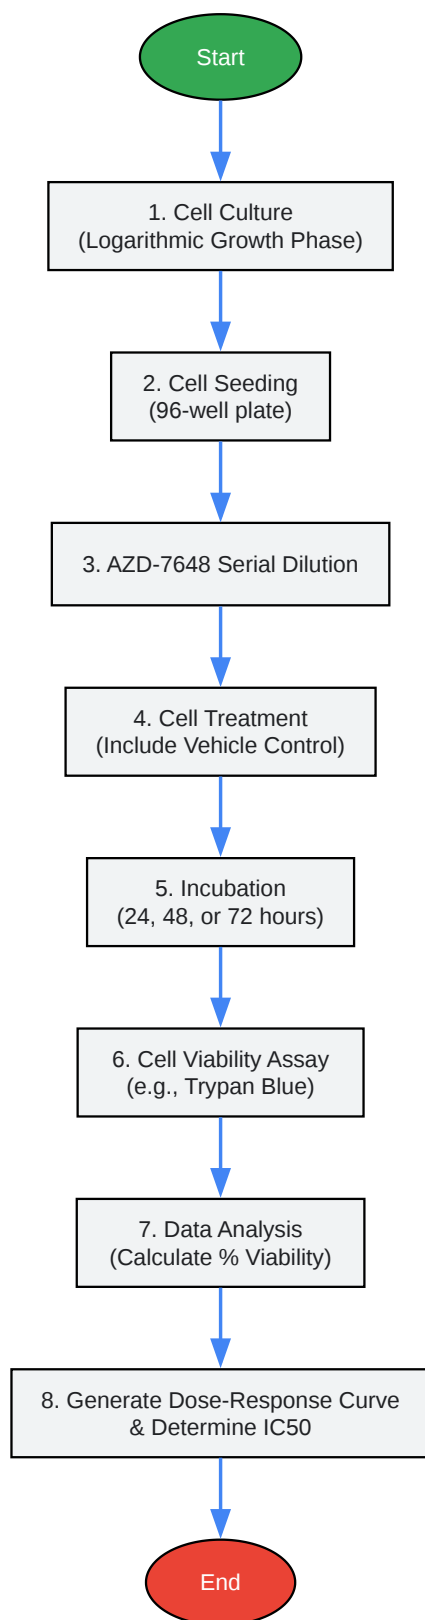 Start
1. Cell Culture
(Logarithmic Growth Phase)
2. Cell Seeding
(96-well plate)
3. AZD-7648 Serial Dilution
4. Cell Treatment
(Include Vehicle Control)
5. Incubation
(24, 48, or 72 hours)
6. Cell Viability Assay
(e.g., Trypan Blue)
7. Data Analysis
(Calculate % Viability)
8. Generate Dose-Response Curve
& Determine IC50
End